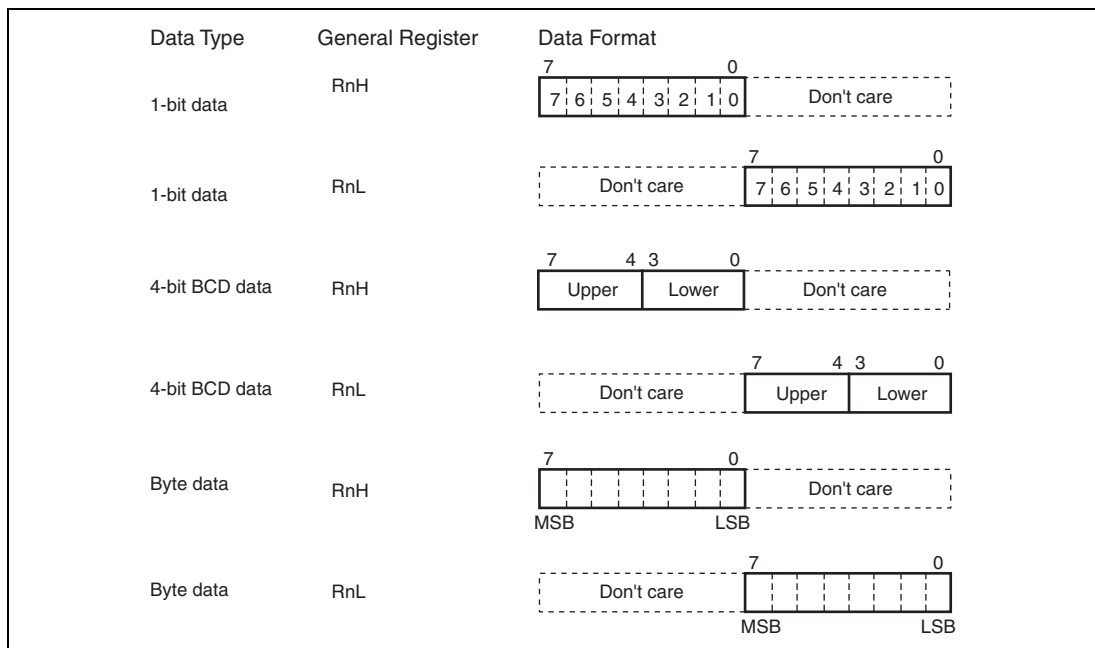 Data Type General Register Data Format
7 0
1-bit data RnH 7 6 5 4 3 2 1 0 Don't care
7 0
1-bit data RnL Don't care 7 6 5 4 3 2 1 0
7 4 3 0
4-bit BCD data RnH Upper Lower Don't care
7 4 3 0
4-bit BCD data RnL Don't care Upper Lower
7 0
Byte data RnH Don't care
MSB LSB
7 0
Byte data RnL Don't care
MSB LSB